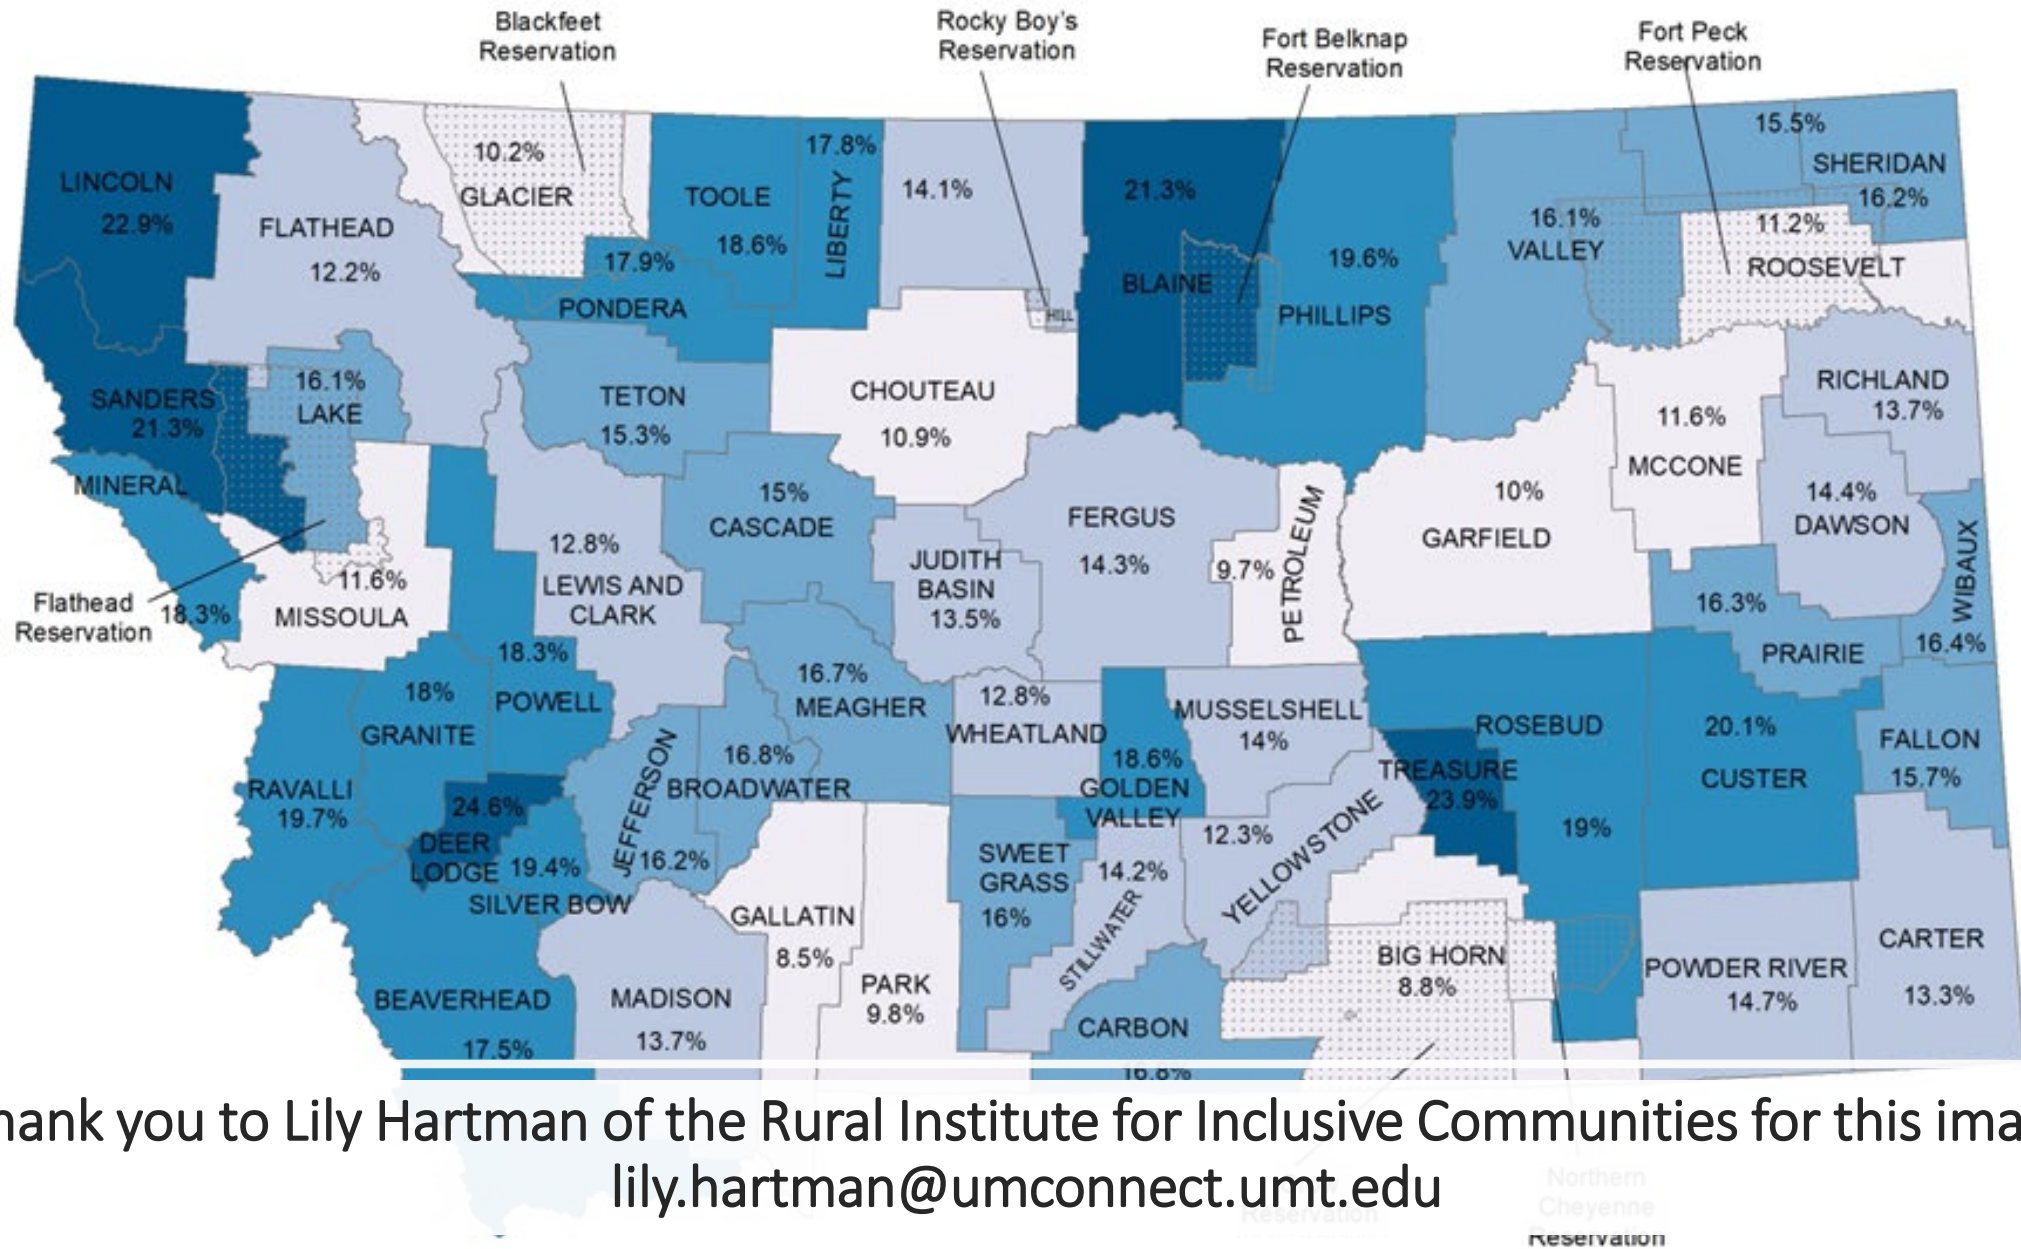 Blackfeet
Reservation
Rocky Boy's
Reservation
Fort Belknap
Reservation
Fort Peck
Reservation
LINCOLN
22.9%
FLATHEAD
12.2%
10.2%
GLACIER
TOOLE
18.6%
17.8%
LIBERTY
14.1%
HILL
21.3%
BLAINE
19.6%
PHILLIPS
16.1%
VALLEY
15.5%
SHERIDAN
16.2%
11.2%
ROOSEVELT
17.9%
PONDERA
SANDERS
21.3%
16.1%
LAKE
TETON
15.3%
CHOUTEAU
10.9%
11.6%
MCCONE
RICHLAND
13.7%
MINERAL
18.3%
Flathead
Reservation
11.6%
MISSOULA
12.8%
LEWIS AND
CLARK
15%
CASCADE
JUDITH
BASIN
13.5%
FERGUS
14.3%
9.7%
PETROLEUM
10%
GARFIELD
14.4%
DAWSON
WIBAUX
16.4%
16.3%
PRAIRIE
18.3%
POWELL
18%
GRANITE
RAVALLI
19.7%
16.7%
MEAGHER
12.8%
WHEATLAND
18.6%
GOLDEN
VALLEY
MUSSELSHELL
14%
ROSEBUD
19%
TREASURE
23.9%
20.1%
CUSTER
FALLON
15.7%
24.6%
DEER
LODGE
19.4%
SILVER BOW
JEFFERSON
16.2%
16.8%
BROADWATER
GALLATIN
8.5%
PARK
9.8%
SWEET
GRASS
16%
14.2%
STILLWATER
12.3%
YELLOWSTONE
BIG HORN
8.8%
POWDER RIVER
14.7%
CARTER
13.3%
BEAVERHEAD
17.5%
MADISON
13.7%
CARBON
16.8%
hank you to Lily Hartman of the Rural Institute for Inclusive Communities for this ima
lily.hartman@umconnect.umt.edu
Reservation
Northern
Cheyenne
Reservation